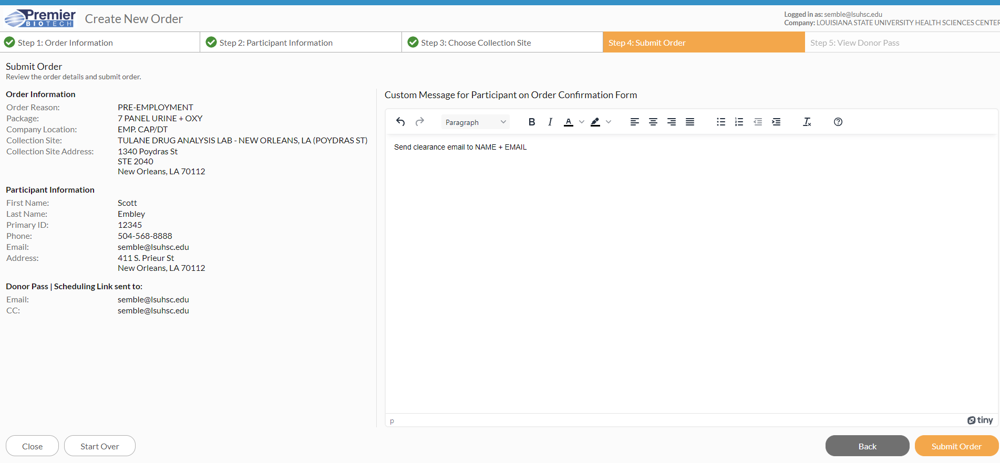 Premier
BIOTECH
Create New Order
Logged in as: semble@lsuhsc.edu
Company: LOUISIANA STATE UNIVERSITY HEALTH SCIENCES CENTER
Step 1: Order Information
Step 2: Participant Information
Step 3: Choose Collection Site
Step 4: Submit Order
Step 5: View Donor Pass
Submit Order
Review the order details and submit order.
Order Information
Order Reason: PRE-EMPLOYMENT
Package: 7 PANEL URINE + OXY
Company Location: EMP. CAP/DT
Collection Site: TULANE DRUG ANALYSIS LAB - NEW ORLEANS, LA (POYDRAS ST)
Collection Site Address: 1340 Poydras St
STE 2040
New Orleans, LA 70112
Participant Information
First Name: Scott
Last Name: Embley
Primary ID: 12345
Phone: 504-568-8888
Email: semble@lsuhsc.edu
Address: 411 S. Prieur St
New Orleans, LA 70112
Donor Pass | Scheduling Link sent to:
Email: semble@lsuhsc.edu
CC: semble@lsuhsc.edu
Custom Message for Participant on Order Confirmation Form
Paragraph
Send clearance email to NAME + EMAIL
p
tiny
Close
Start Over
Back
Submit Order